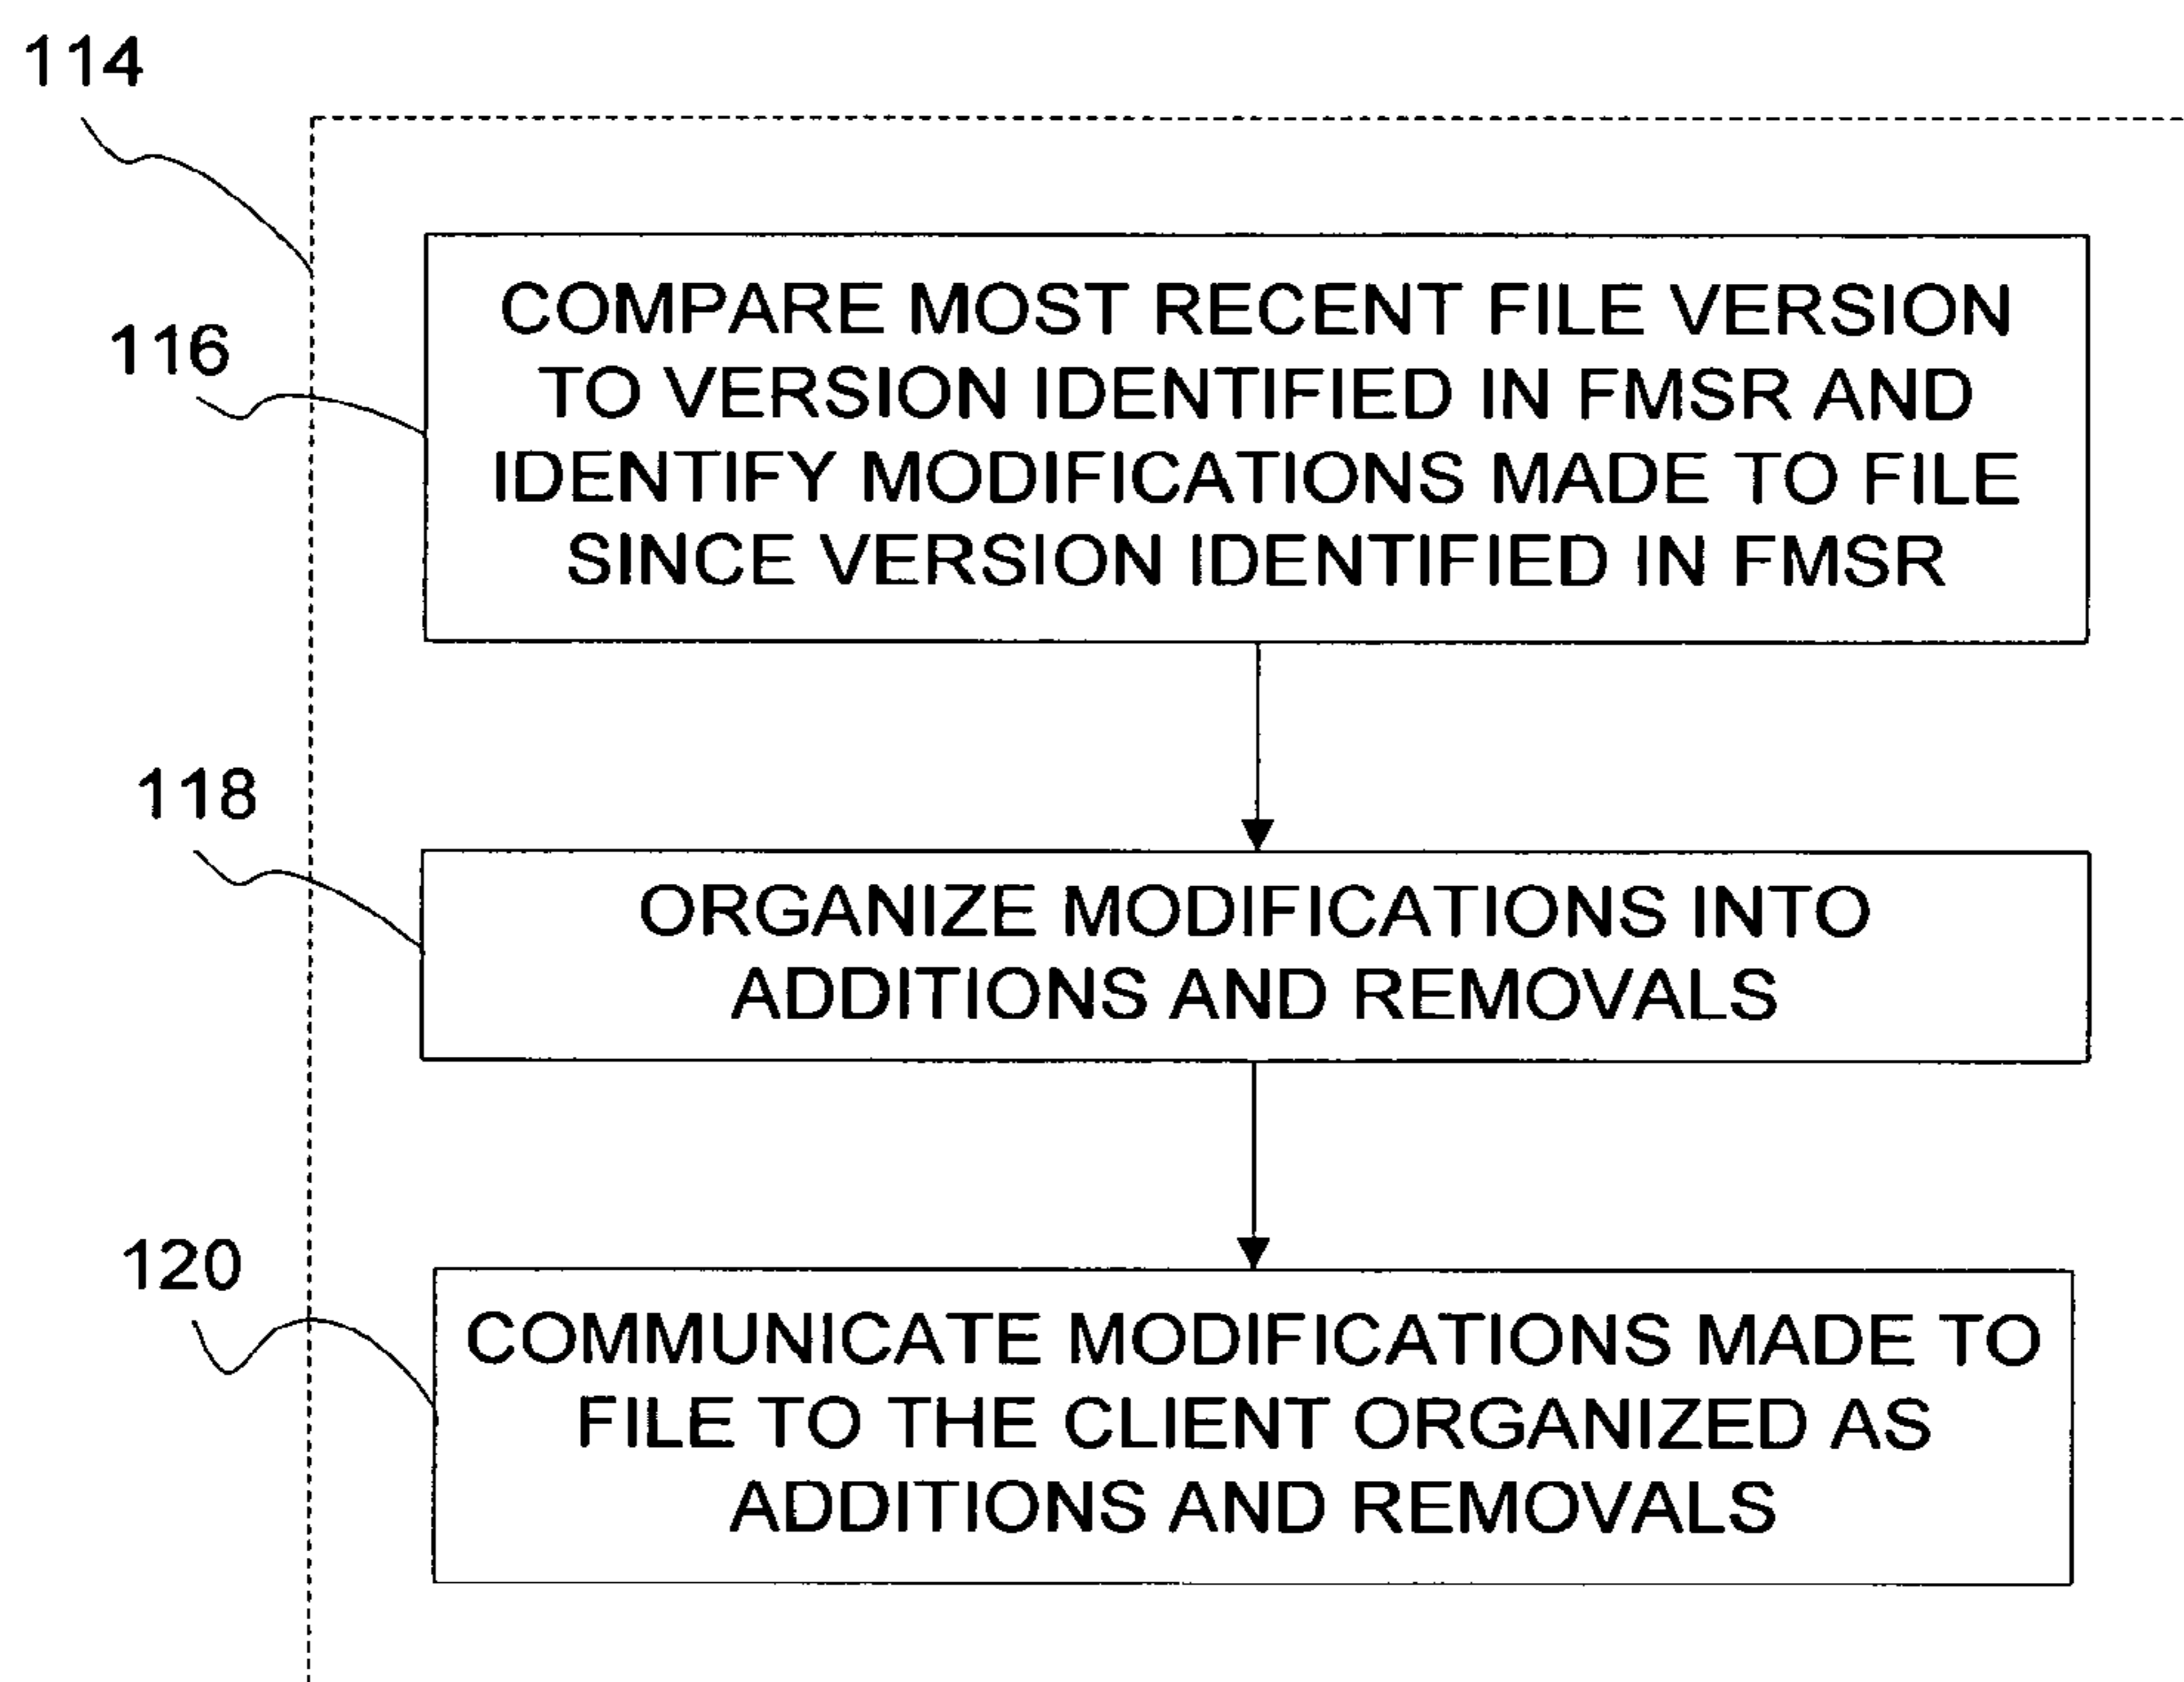 114
116
COMPARE MOST RECENT FILE VERSION
TO VERSION IDENTIFIED IN FMSR AND
IDENTIFY MODIFICATIONS MADE TO FILE
SINCE VERSION IDENTIFIED IN FMSR
118
ORGANIZE MODIFICATIONS INTO
ADDITIONS AND REMOVALS
120
COMMUNICATE MODIFICATIONS MADE TO
FILE TO THE CLIENT ORGANIZED AS
ADDITIONS AND REMOVALS